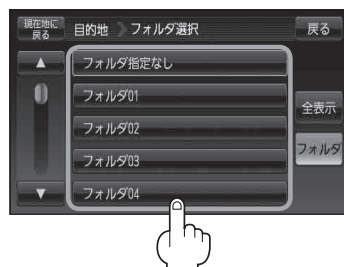 現在地に
戻る
目的地 フォルダ選択
戻る
▲
フォルダ指定なし
フォルダ01
全表示
フォルダ02
フォルダ03
フォルダ
▼
フォルダ04